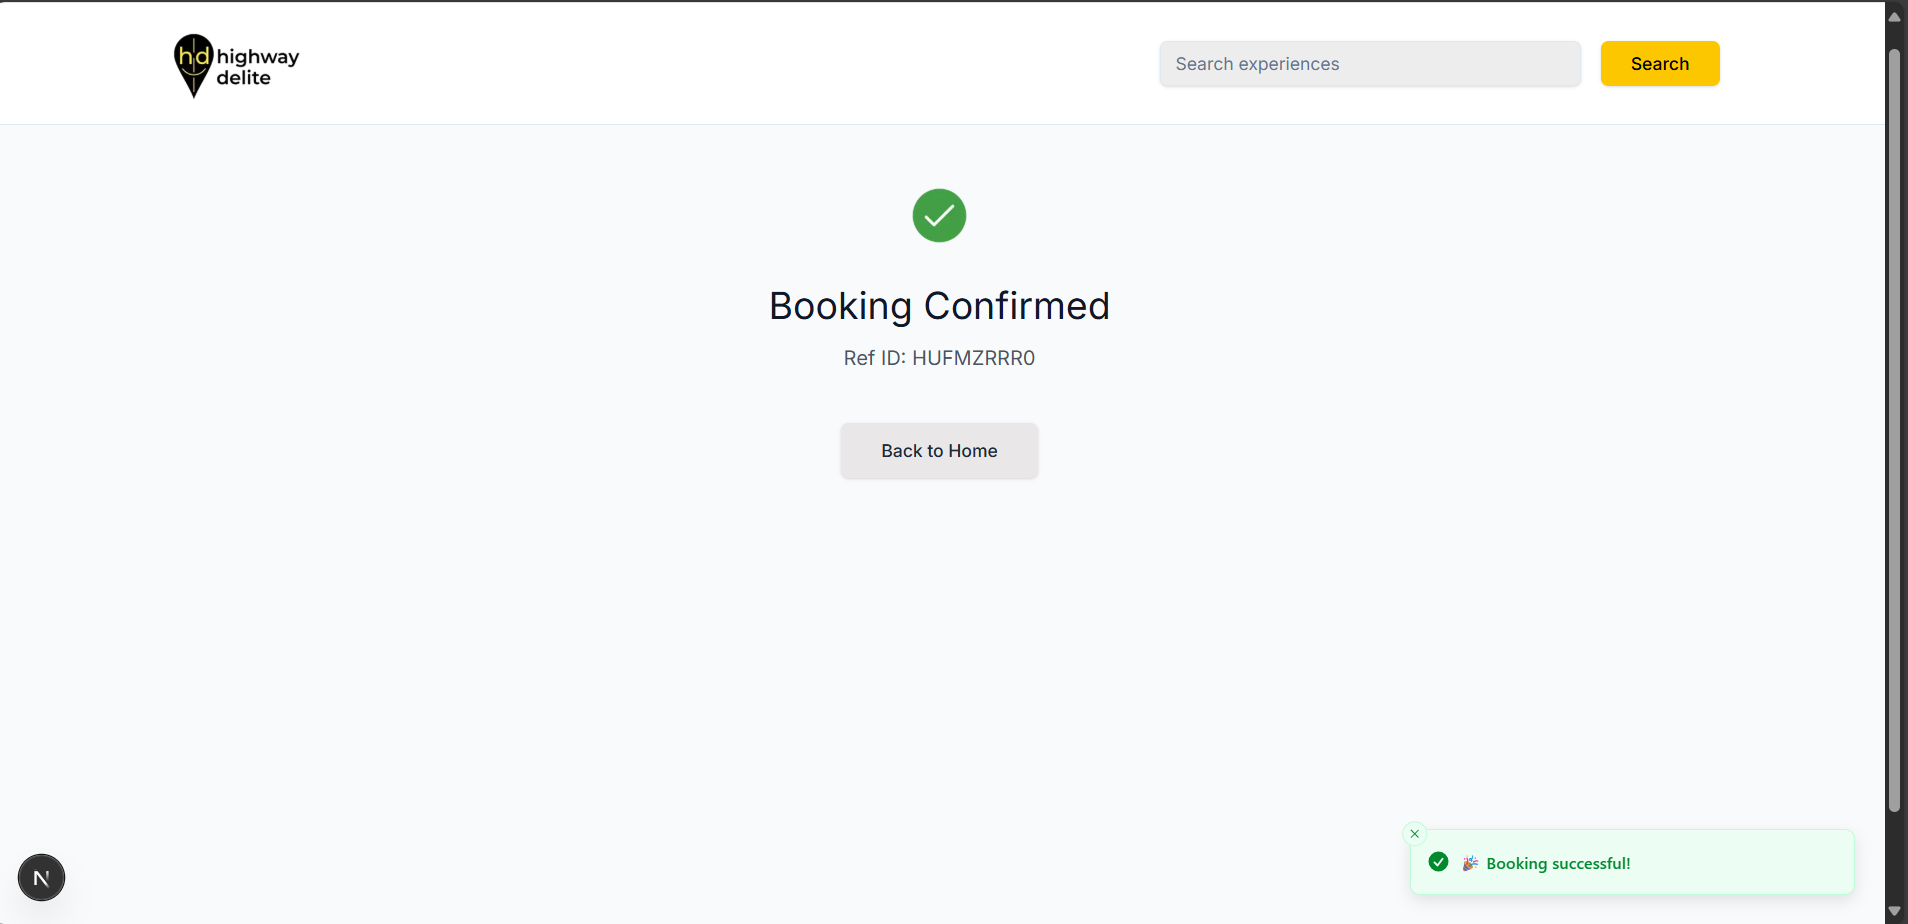 hd highway
delite
Search experiences
Search
Booking Confirmed
Ref ID: HUFMZRRR0
Back to Home
🎉 Booking successful!
N